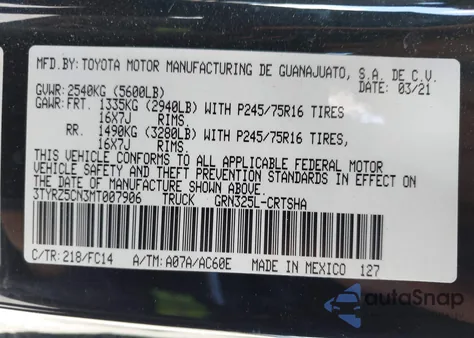 MFD.BY:TOYOTA MOTOR MANUFACTURING DE GUANAJUATO, S.A. DE C.V.
GVWR:2540KG (5600LB) DATE: 03/21
GAWR:FRT. 1335KG (2940LB) WITH P245/75R16 TIRES
16X7J RIMS.
RR. 1490KG (3280LB) WITH P245/75R16 TIRES,
16X7J RIMS.
THIS VEHICLE CONFORMS TO ALL APPLICABLE FEDERAL MOTOR
VEHICLE SAFETY AND THEFT PREVENTION STANDARDS IN EFFECT ON
THE DATE OF MANUFACTURE SHOWN ABOVE.
3TYRZ5CN3MT007906 TRUCK GRN325L-CRTSHA
C/TR:218/FC14 A/TM:A07A/AC60E MADE IN MEXICO 127
autoSnap